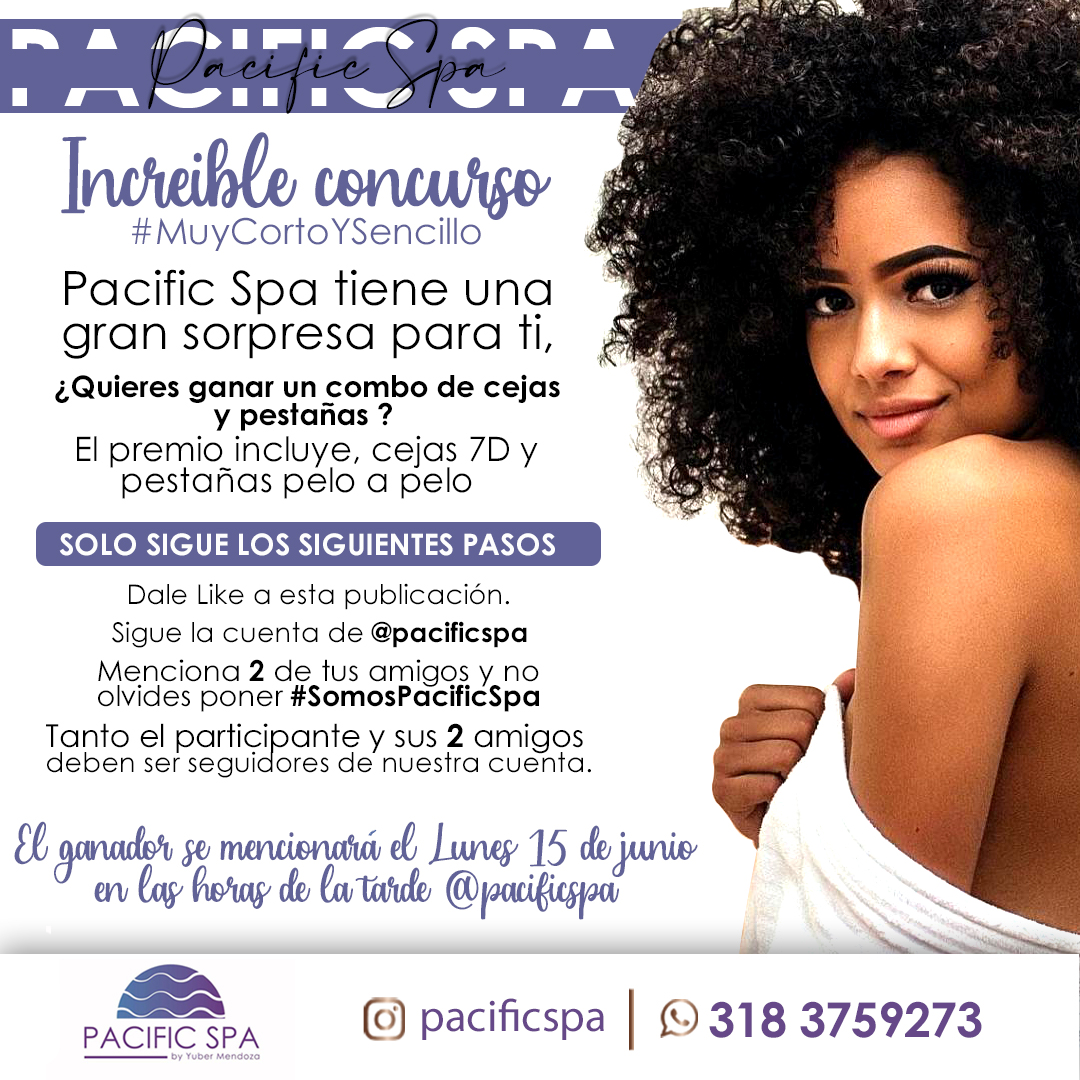 PACIFIC SPA
Pacific Spa
Increible concurso
#MuyCortoYSencillo
Pacific Spa tiene una
gran sorpresa para ti,
¿Quieres ganar un combo de cejas
y pestañas ?
El premio incluye, cejas 7D y
pestañas pelo a pelo
SOLO SIGUE LOS SIGUIENTES PASOS
Dale Like a esta publicación.
Sigue la cuenta de @pacificspa
Menciona 2 de tus amigos y no
olvides poner #SomosPacificSpa
Tanto el participante y sus 2 amigos
deben ser seguidores de nuestra cuenta.
El ganador se mencionará el Lunes 15 de junio
en las horas de la tarde @pacificspa
PACIFIC SPA
by Yuber Mendoza
pacificspa | 318 3759273